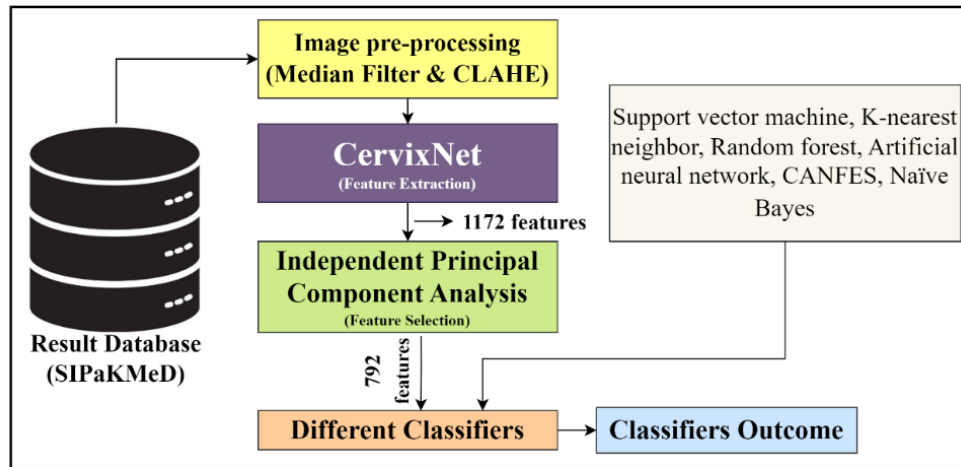 Image pre-processing
(Median Filter & CLAHE)
CervixNet
(Feature Extraction)
1172 features
Independent Principal
Component Analysis
(Feature Selection)
792
features
Different Classifiers
Classifiers Outcome
Result Database
(SIPaKMeD)
Support vector machine, K-nearest
neighbor, Random forest, Artificial
neural network, CANFES, Naïve
Bayes